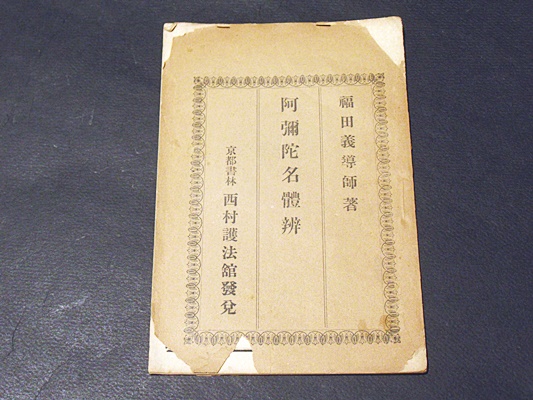 福田義導師著
阿彌陀名體辨
京都書林 西村護法館發兌